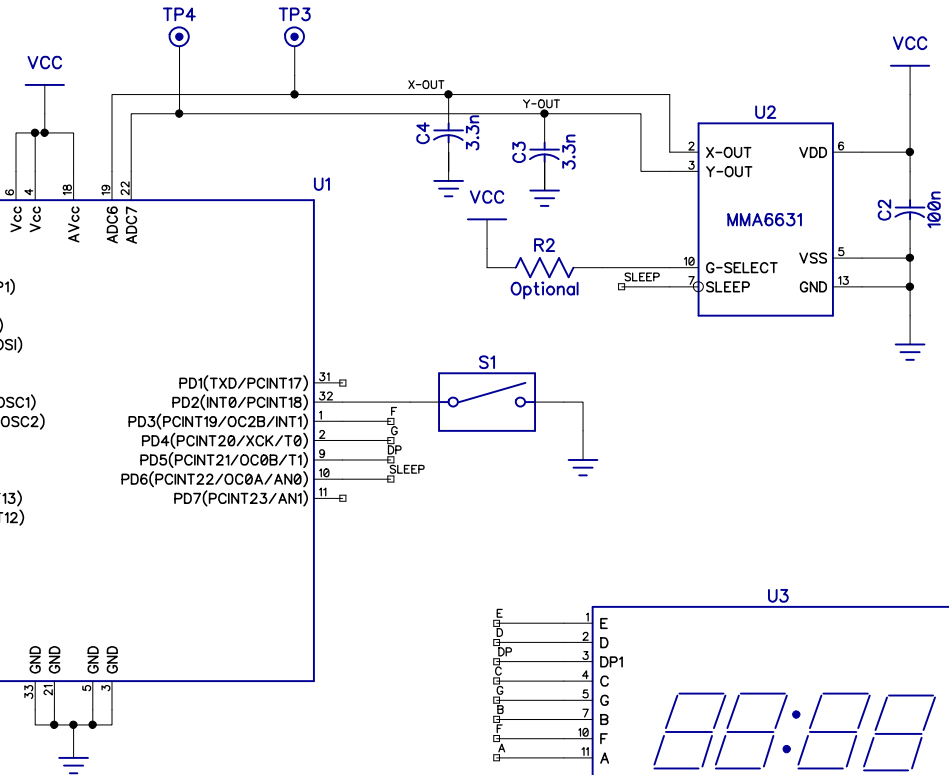 TP4 TP3
VCC
VCC
X-OUT
Y-OUT
C4 3.3n
C3 3.3n
U2
2 X-OUT VDD 6
3 Y-OUT
MMA6631
C2 100n
VSS 5
10 G-SELECT
7 SLEEP GND 13
SLEEP
VCC
R2
Optional
6 4 18 19 22
U1
Vcc Vcc AVcc ADC6 ADC7
P1)
)
OSI)
OSC1)
OSC2)
T13)
T12)
S1
PD1(TXD/PCINT17) 31
PD2(INT0/PCINT18) 32
PD3(PCINT19/OC2B/INT1) 1 F
PD4(PCINT20/XCK/T0) 2 G
PD5(PCINT21/OC0B/T1) 9 DP
PD6(PCINT22/OC0A/AN0) 10 SLEEP
PD7(PCINT23/AN1) 11
GND GND GND GND
33 21 5 3
U3
E 1 E
D 2 D
DP 3 DP1
C 4 C
G 5 G
B 7 B
F 10 F
A 11 A